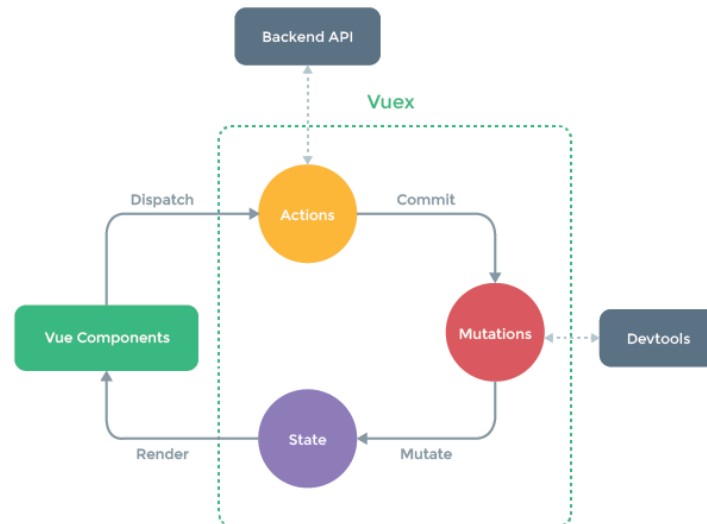 Backend API
Vuex
Dispatch
Actions
Commit
Vue Components
Mutations
Devtools
Render
State
Mutate